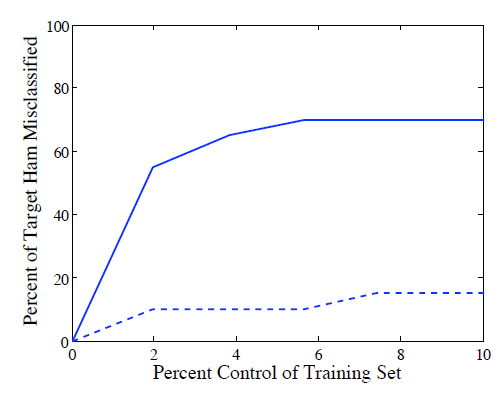 100
80
60
40
20
0
Percent of Target Ham Misclassified
0 2 4 6 8 10
Percent Control of Training Set